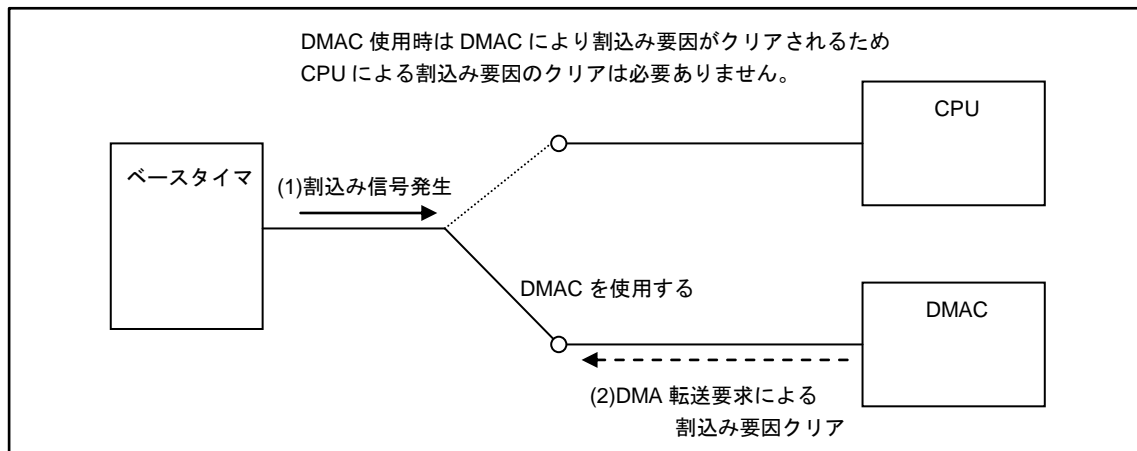 DMAC 使用時は DMAC により割込み要因がクリアされるため
CPU による割込み要因のクリアは必要ありません。
CPU
ベースタイマ
(1)割込み信号発生
DMAC を使用する
DMAC
(2)DMA 転送要求による
割込み要因クリア